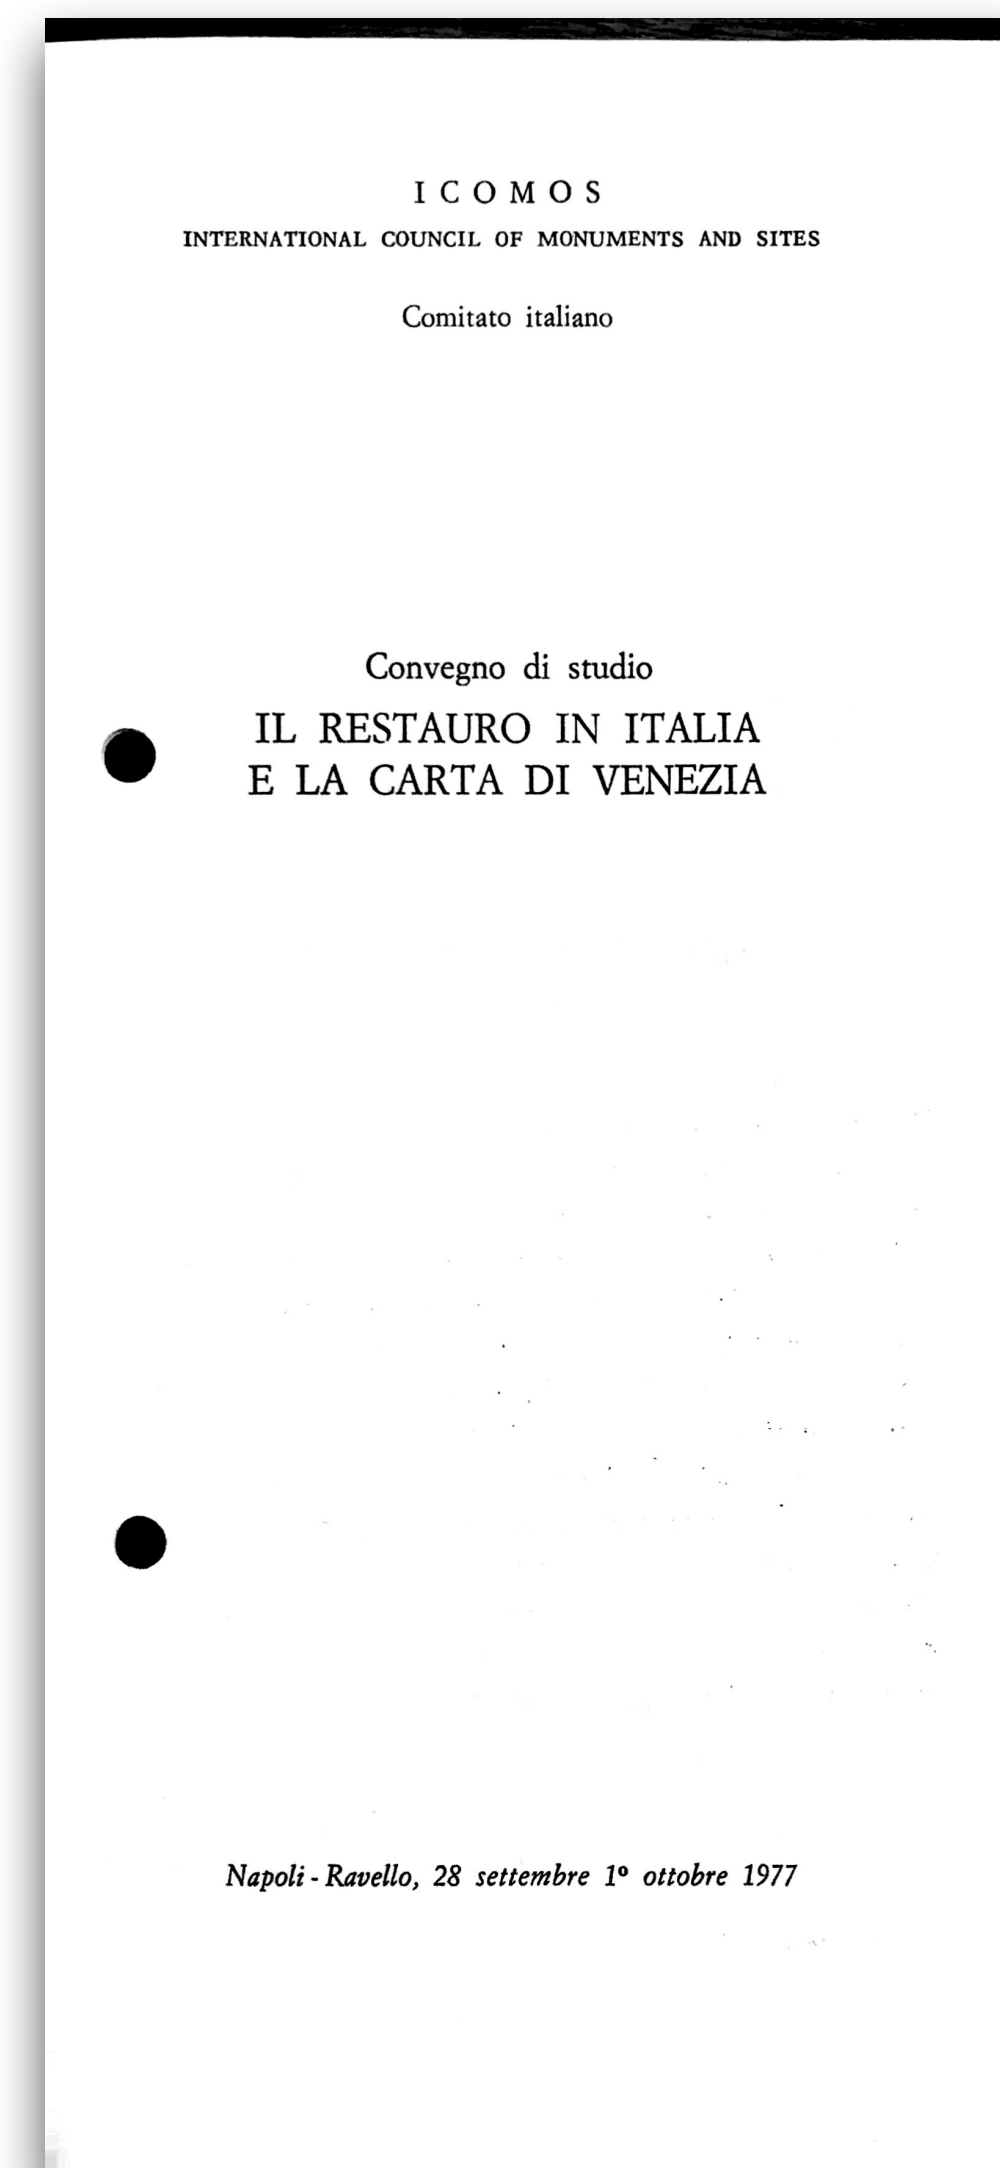 ICOMOS
INTERNATIONAL COUNCIL OF MONUMENTS AND SITES
Comitato italiano
Convegno di studio
IL RESTAURO IN ITALIA
E LA CARTA DI VENEZIA
Napoli - Ravello, 28 settembre 1º ottobre 1977